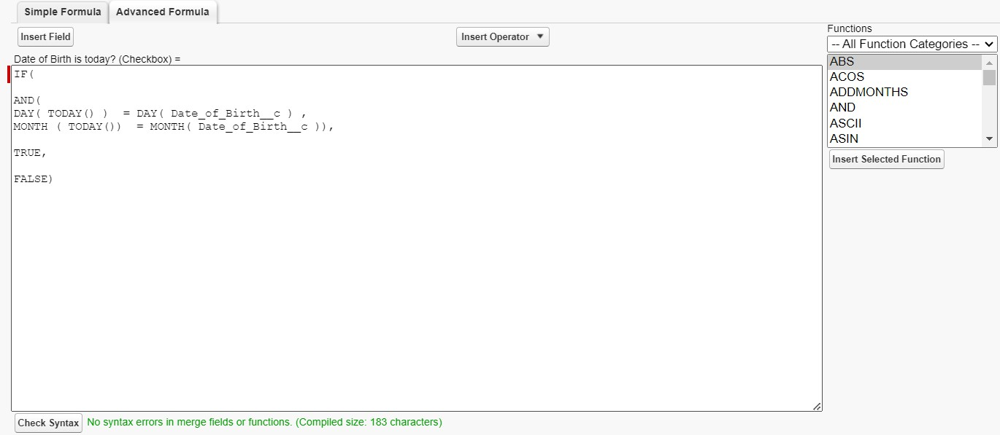 Simple Formula
Advanced Formula
Insert Field
Insert Operator
Functions
-- All Function Categories --
Date of Birth is today? (Checkbox) =
IF(
AND(
DAY( TODAY() )  = DAY( Date_of_Birth__c ) ,
MONTH ( TODAY())  = MONTH( Date_of_Birth__c )),
TRUE,
FALSE)
ABS
ACOS
ADDMONTHS
AND
ASCII
ASIN
Insert Selected Function
Check Syntax
No syntax errors in merge fields or functions. (Compiled size: 183 characters)